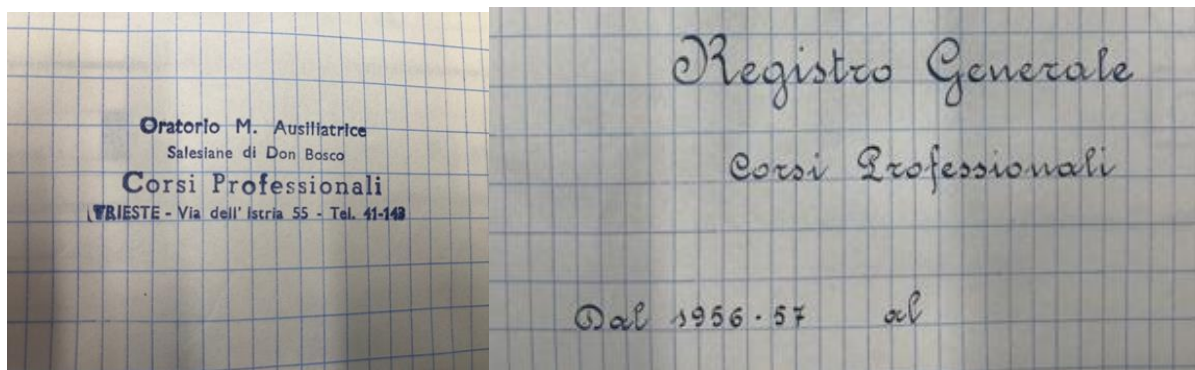 Oratorio M. Ausiliatrice
Salesiane di Don Bosco
Corsi Professionali
TRIESTE - Via dell' Istria 55 - Tel. 41-143
Registro Generale
Corsi Professionali
Dal 1956-57 al